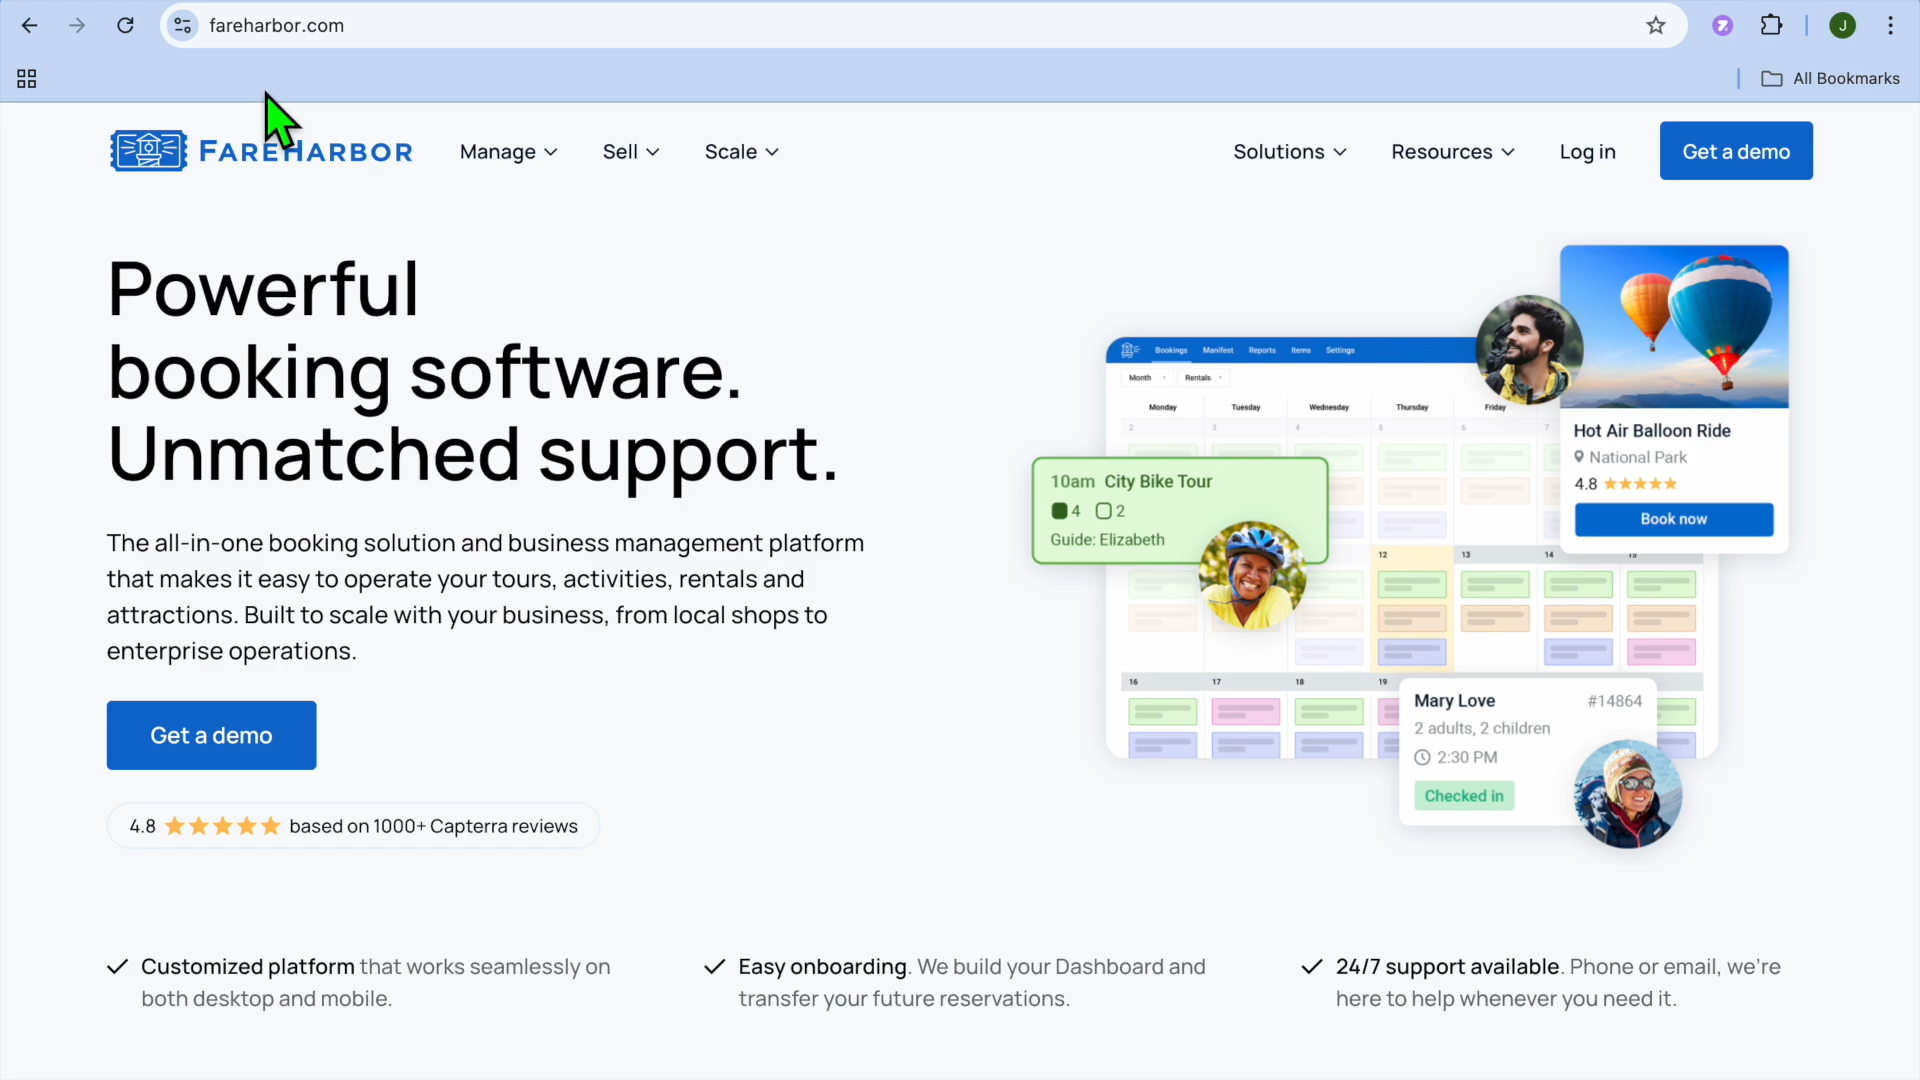 fareharbor.com
J
All Bookmarks
FAREHARBOR
Manage
Sell
Scale
Solutions
Resources
Log in
Get a demo
Powerful
booking software.
Unmatched support.
The all-in-one booking solution and business management platform
that makes it easy to operate your tours, activities, rentals and
attractions. Built to scale with your business, from local shops to
enterprise operations.
Get a demo
4.8 based on 1000+ Capterra reviews
Bookings Manifest Reports Items Settings
Month Rentals
Monday Tuesday Wednesday Thursday Friday
2 3 4 5 6 7
10am City Bike Tour
4 2
Guide: Elizabeth
Hot Air Balloon Ride
National Park
4.8
Book now
12 13 14 15
16 17 18 19
Mary Love #14864
2 adults, 2 children
2:30 PM
Checked in
Customized platform that works seamlessly on
both desktop and mobile.
Easy onboarding. We build your Dashboard and
transfer your future reservations.
24/7 support available. Phone or email, we're
here to help whenever you need it.